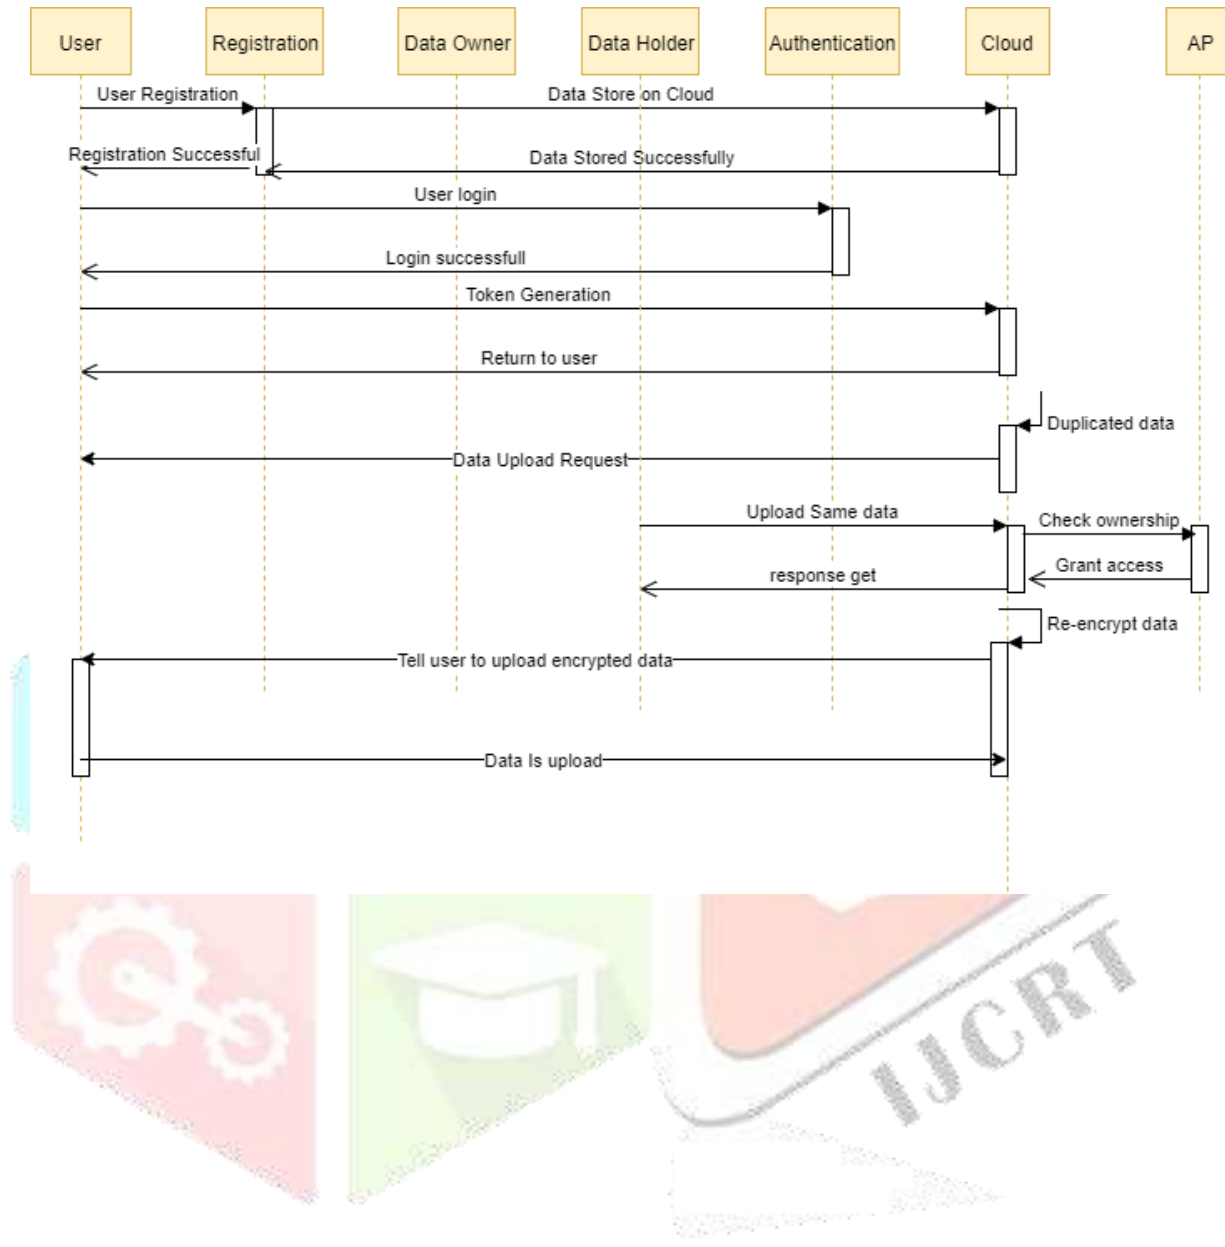 User
Registration
Data Owner
Data Holder
Authentication
Cloud
AP
User Registration
Data Store on Cloud
Registration Successful
Data Stored Successfully
User login
Login successfull
Token Generation
Return to user
Duplicated data
Data Upload Request
Upload Same data
Check ownership
Grant access
response get
Re-encrypt data
Tell user to upload encrypted data
Data Is upload
IJCRT